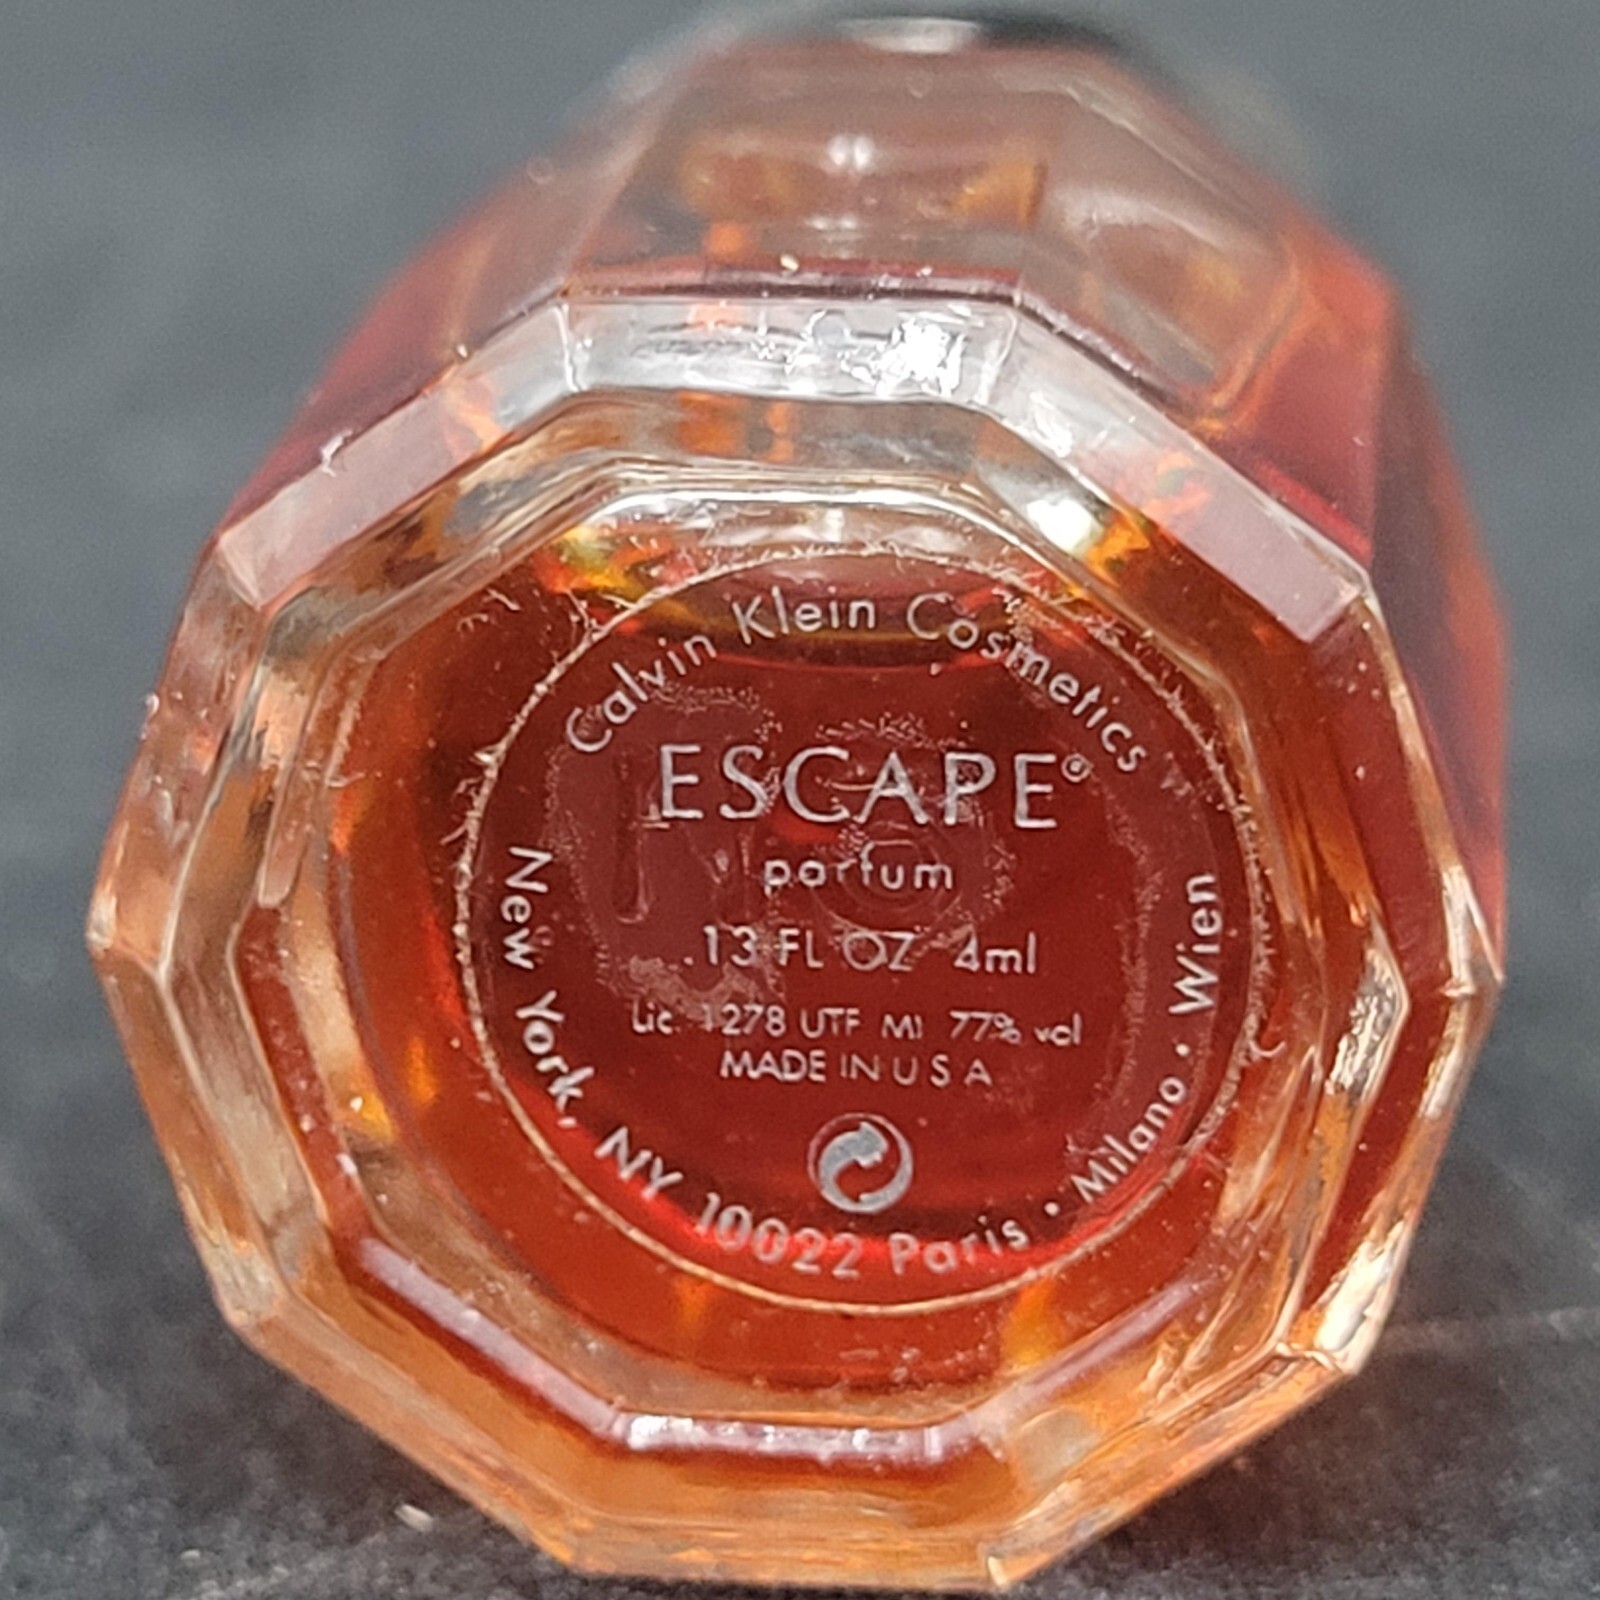 Calvin Klein Cosmetics
ESCAPE®
parfum
.13 FL OZ 4ml
Lic. 1278 UTF MI 77% vol
MADE IN U S A
New York, NY 10022 Paris • Milano • Wien